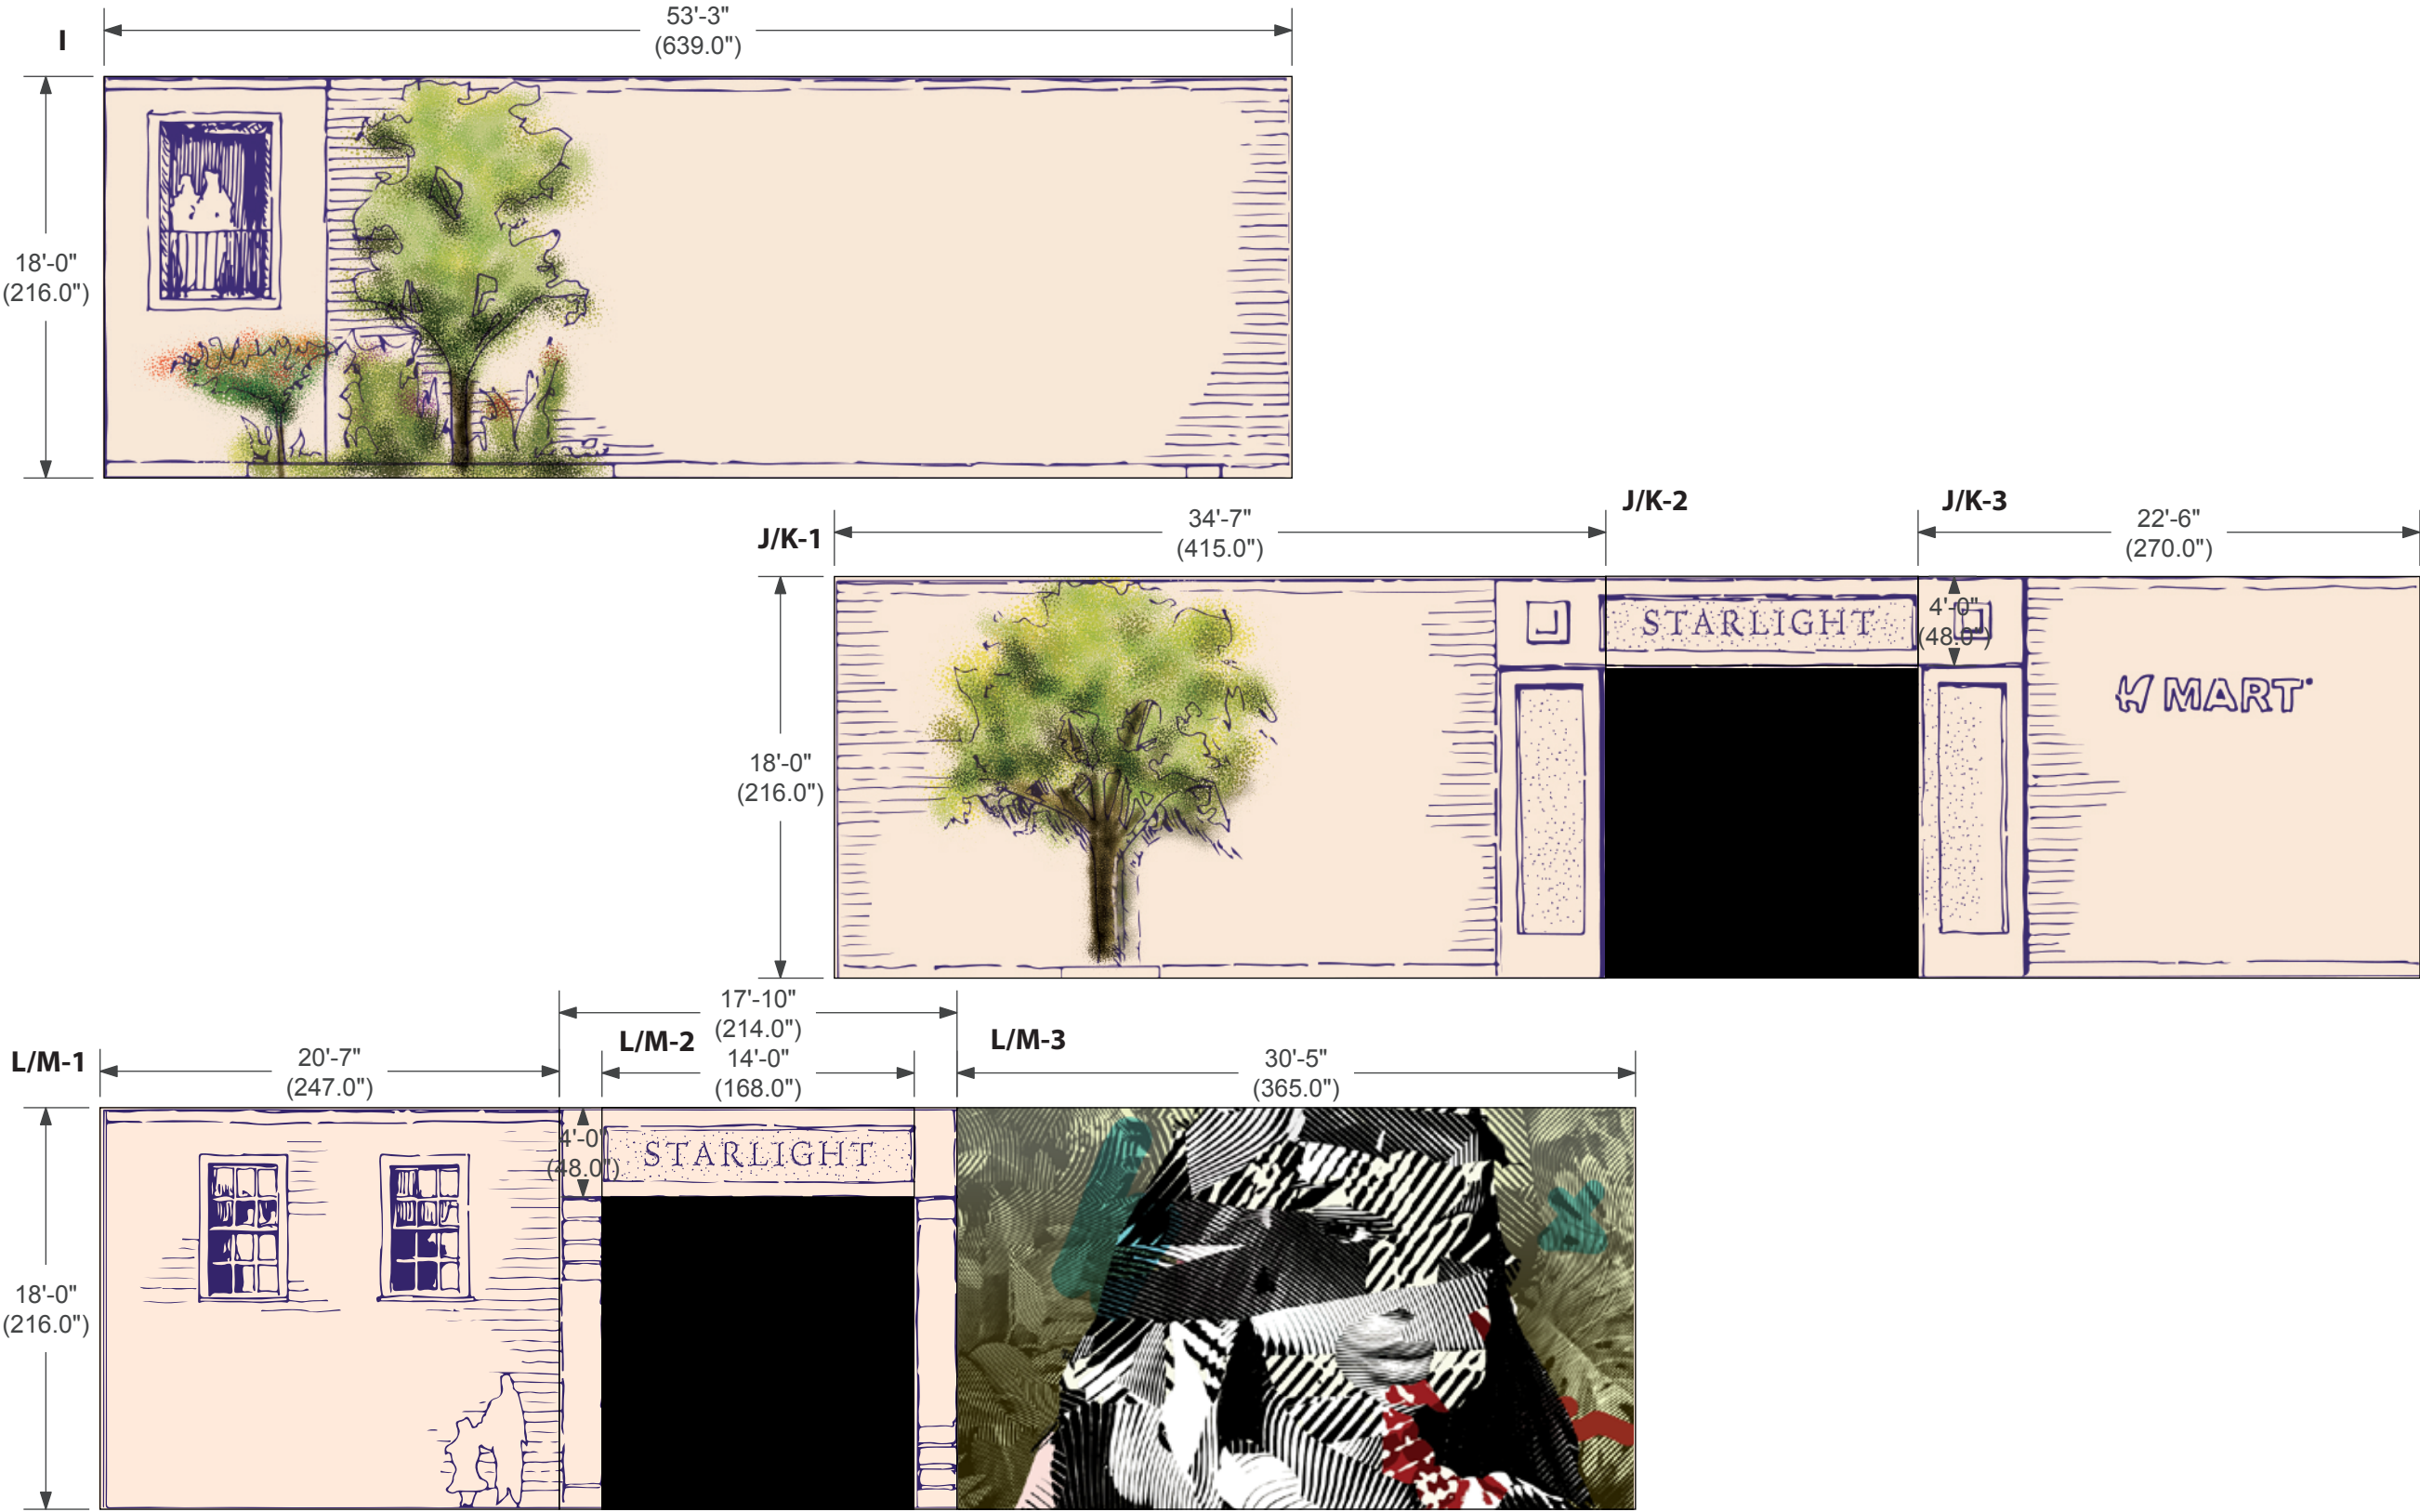 I
53'-3"
(639.0")
18'-0"
(216.0")
J/K-1
34'-7"
(415.0")
J/K-2
J/K-3
22'-6"
(270.0")
STARLIGHT
4'-0"
(48.0")
H MART
18'-0"
(216.0")
17'-10"
(214.0")
L/M-1
20'-7"
(247.0")
L/M-2
14'-0"
(168.0")
L/M-3
30'-5"
(365.0")
4'-0"
(48.0")
STARLIGHT
18'-0"
(216.0")